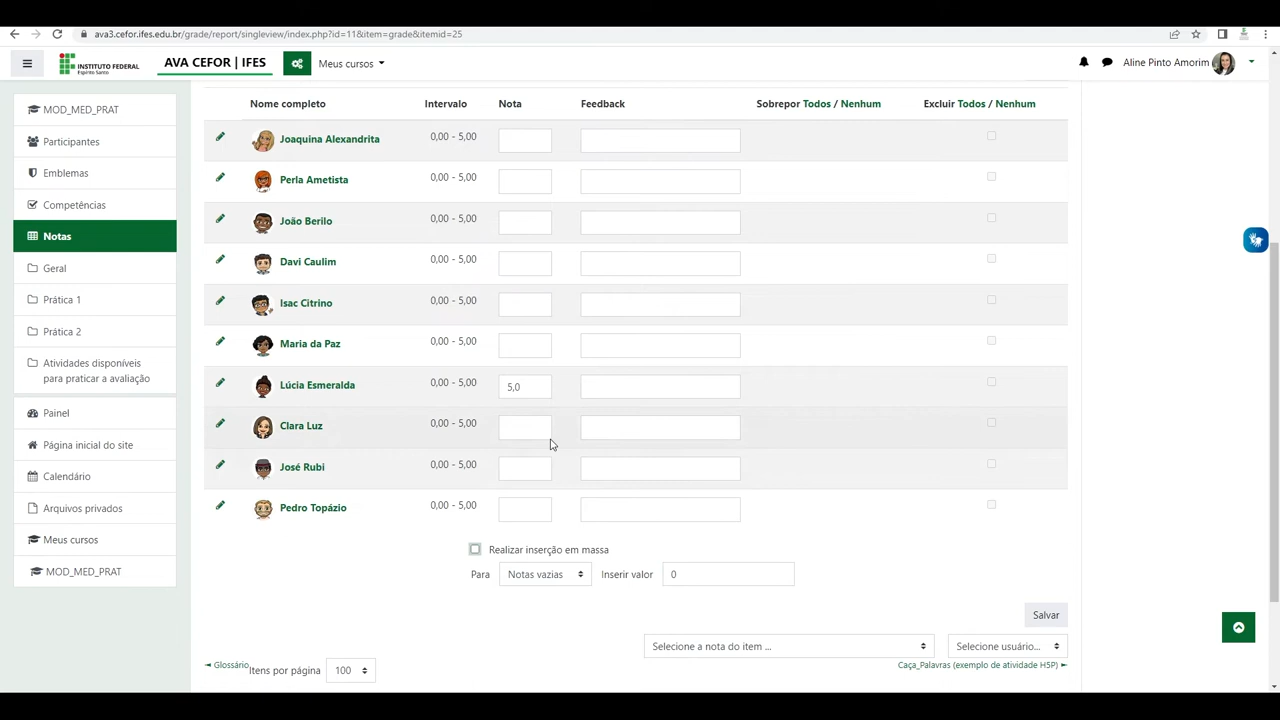 ava3.cefor.ifes.edu.br/grade/report/singleview/index.php?id=11&item=grade&itemid=25
INSTITUTO FEDERAL
Espírito Santo
AVA CEFOR | IFES
Meus cursos
Aline Pinto Amorim
MOD_MED_PRAT
Participantes
Emblemas
Competências
Notas
Geral
Prática 1
Prática 2
Atividades disponíveis
para praticar a avaliação
Painel
Página inicial do site
Calendário
Arquivos privados
Meus cursos
MOD_MED_PRAT
Nome completo Intervalo Nota Feedback Sobrepor Todos / Nenhum Excluir Todos / Nenhum
Joaquina Alexandrita 0,00 - 5,00
Perla Ametista 0,00 - 5,00
João Berilo 0,00 - 5,00
Davi Caulim 0,00 - 5,00
Isac Citrino 0,00 - 5,00
Maria da Paz 0,00 - 5,00
Lúcia Esmeralda 0,00 - 5,00 5,0
Clara Luz 0,00 - 5,00
José Rubi 0,00 - 5,00
Pedro Topázio 0,00 - 5,00
Realizar inserção em massa
Para Notas vazias Inserir valor 0
Salvar
Selecione a nota do item ... Selecione usuário...
◄ Glossário Itens por página 100 Caça_Palavras (exemplo de atividade H5P) ►